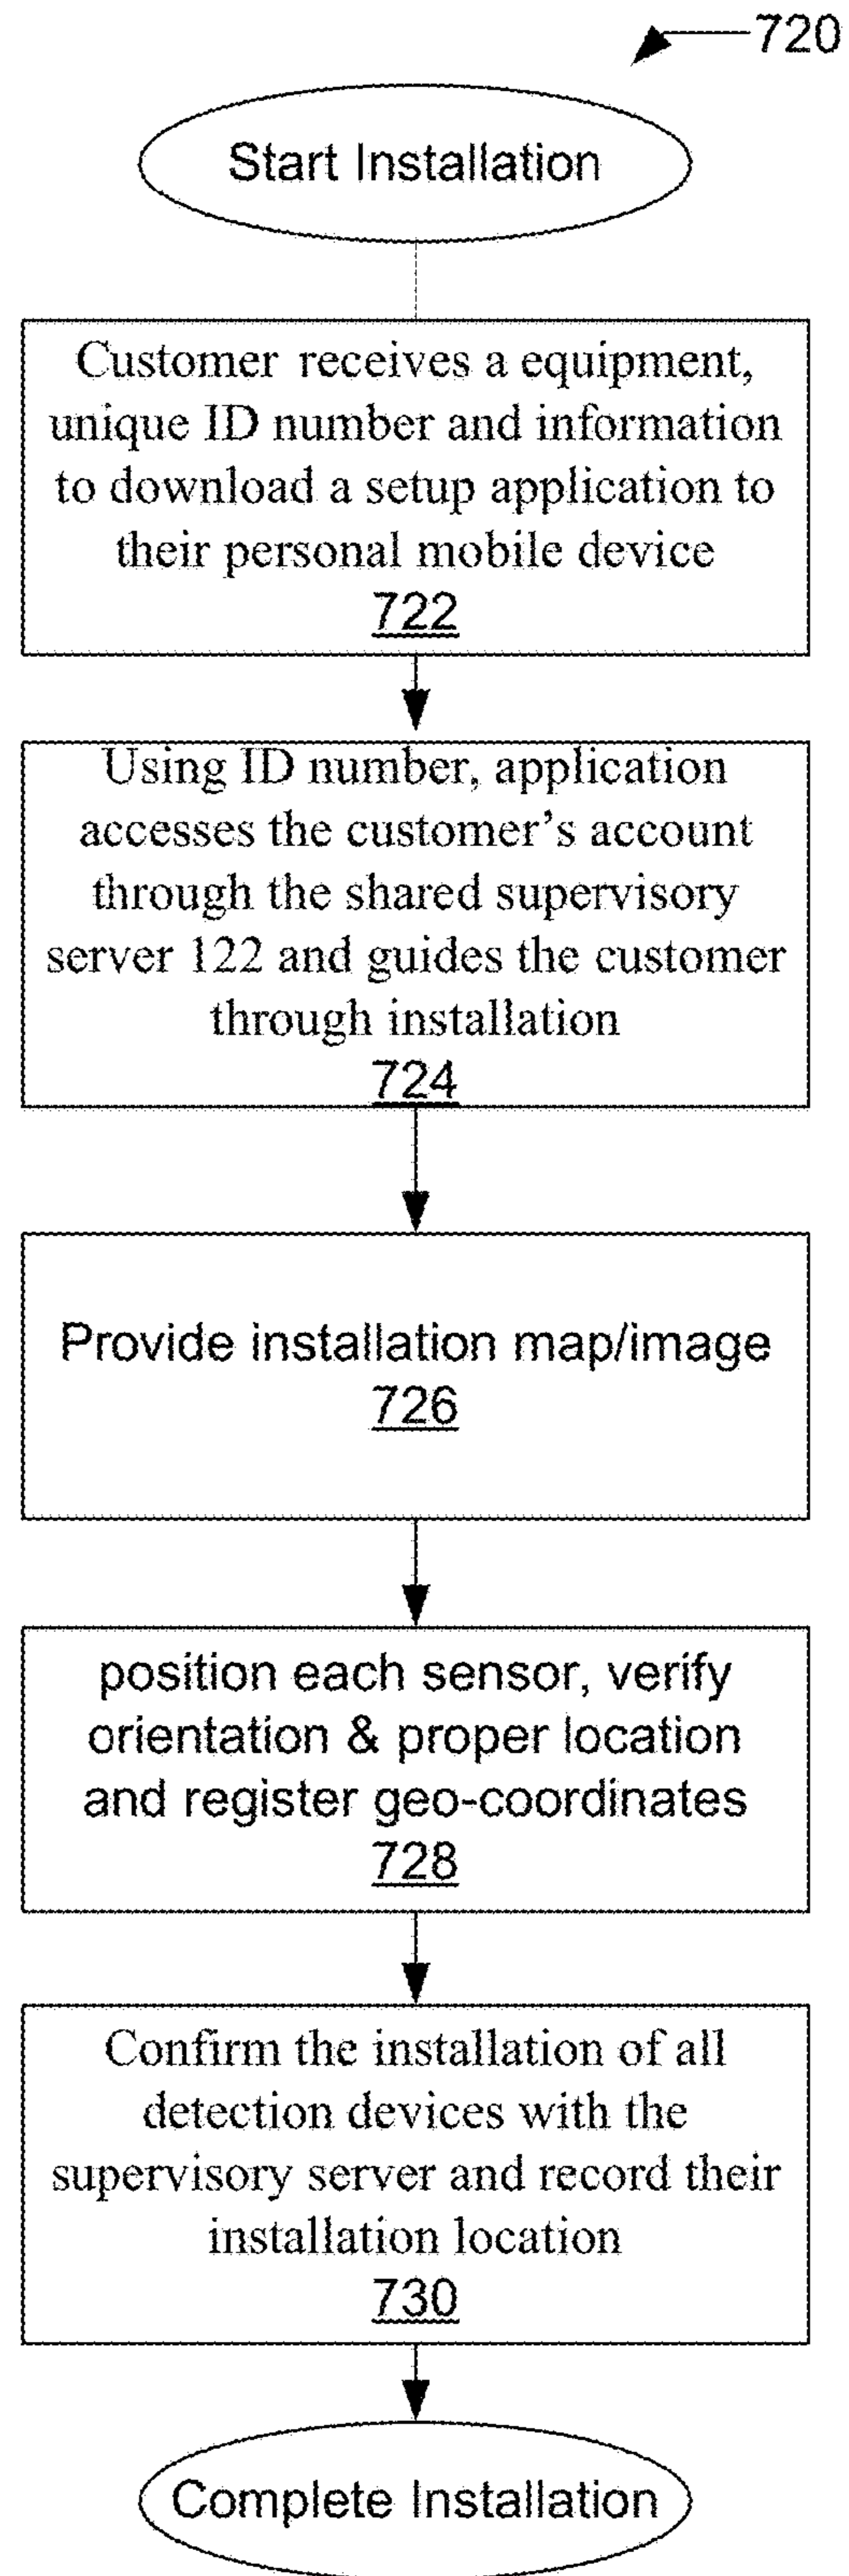 720
Start Installation
Customer receives a equipment,
unique ID number and information
to download a setup application to
their personal mobile device
722
Using ID number, application
accesses the customer’s account
through the shared supervisory
server 122 and guides the customer
through installation
724
Provide installation map/image
726
position each sensor, verify
orientation & proper location
and register geo-coordinates
728
Confirm the installation of all
detection devices with the
supervisory server and record their
installation location
730
Complete Installation